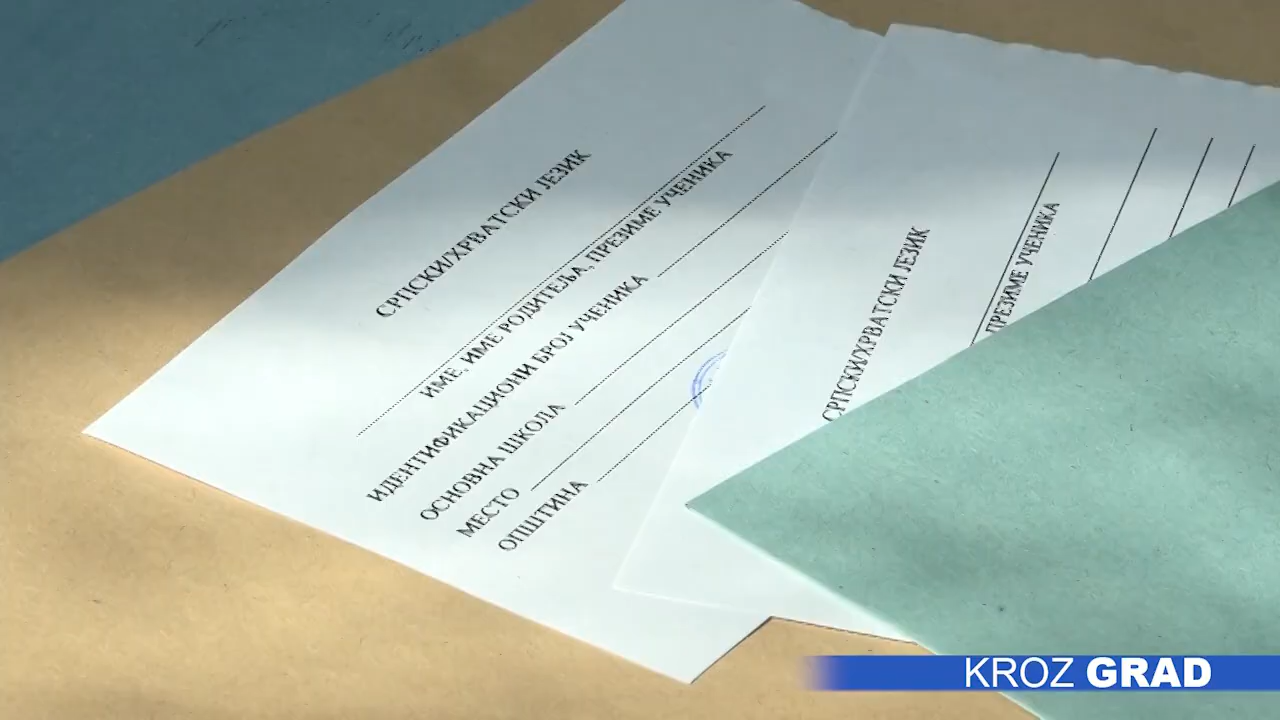 СРПСКИ/ХРВАТСКИ ЈЕЗИК
ИМЕ, ИМЕ РОДИТЕЉА, ПРЕЗИМЕ УЧЕНИКА
ИДЕНТИФИКАЦИОНИ БРОЈ УЧЕНИКА
ОСНОВНА ШКОЛА
МЕСТО
ОПШТИНА
СРПСКИ/ХРВАТСКИ ЈЕЗИК
ПРЕЗИМЕ УЧЕНИКА
KROZ GRAD